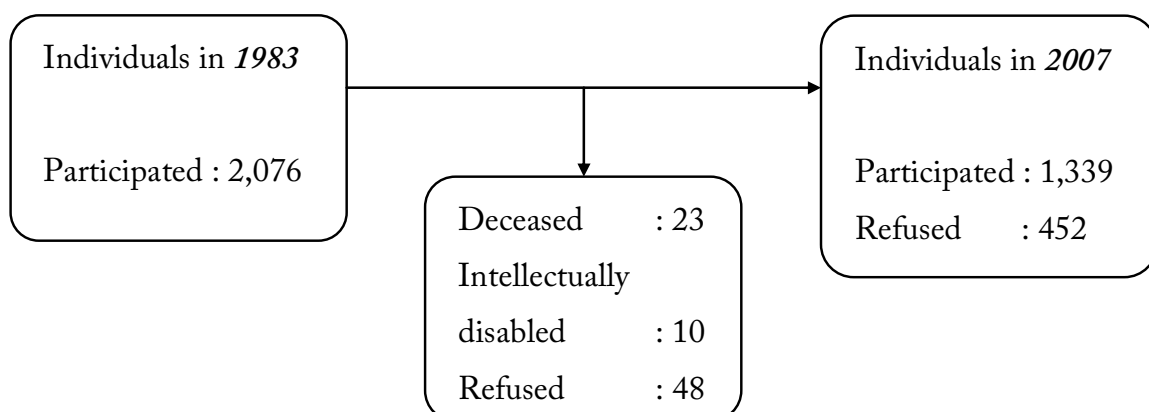 Individuals in 1983
Participated : 2,076
Deceased : 23
Intellectually
disabled : 10
Refused : 48
Individuals in 2007
Participated : 1,339
Refused : 452